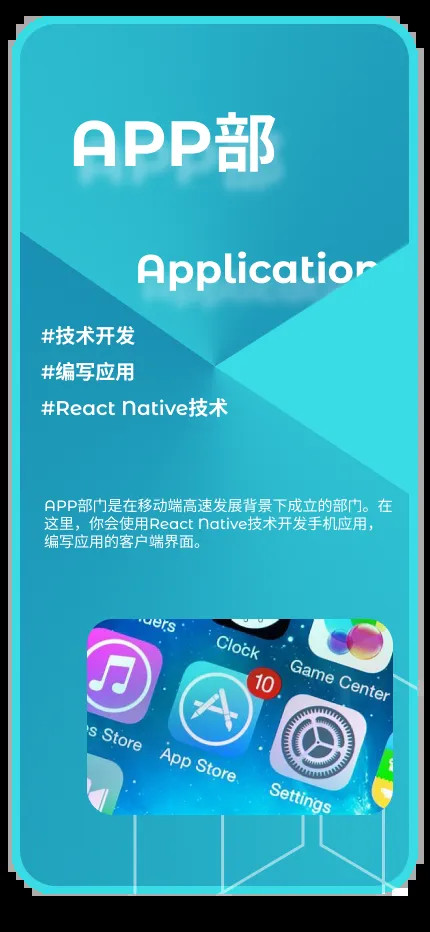 APP部
Application
#技术开发
#编写应用
#React Native技术
APP部门是在移动端高速发展背景下成立的部门。在
这里，你会使用React Native技术开发手机应用，
编写应用的客户端界面。
Clock
Game Center
10
es Store
App Store
Settings